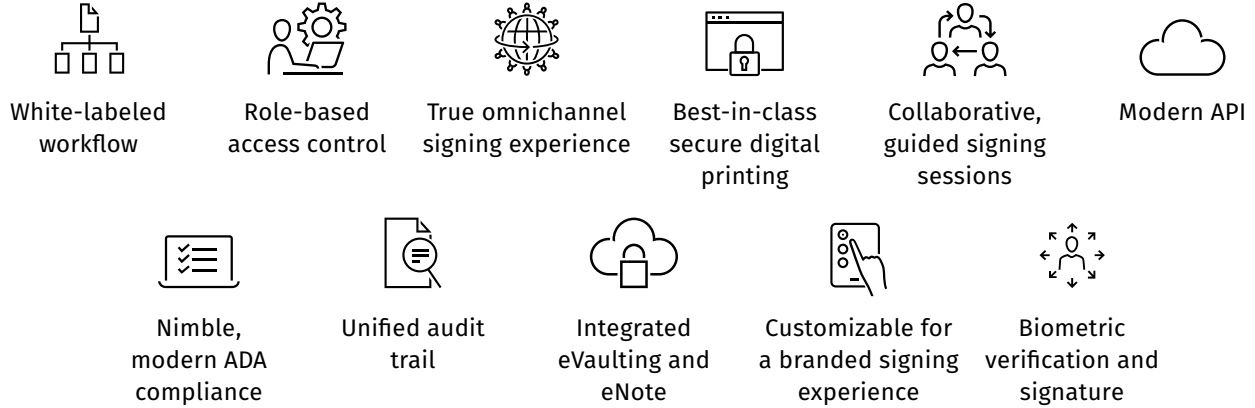 White-labeled
workflow
Role-based
access control
True omnichannel
signing experience
Best-in-class
secure digital
printing
Collaborative,
guided signing
sessions
Modern API
Nimble,
modern ADA
compliance
Unified audit
trail
Integrated
eVaulting and
eNote
Customizable for
a branded signing
experience
Biometric
verification and
signature